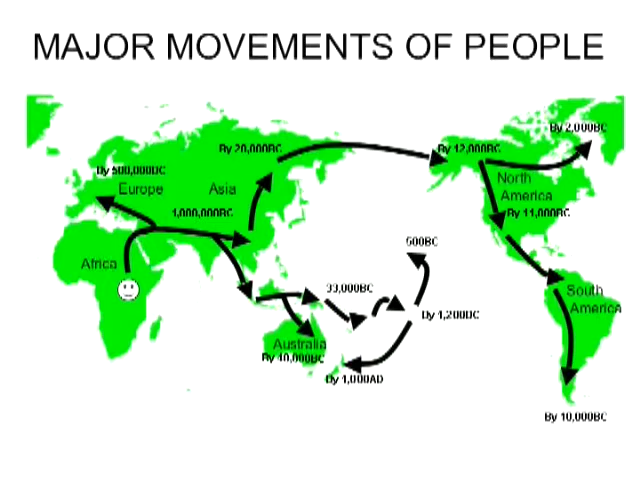 MAJOR MOVEMENTS OF PEOPLE
By 2,000BC
By 20,000BC
By 12,000BC
By 500,000BC
Europe
Asia
North
America
1,000,000BC
By 11,000BC
500BC
Africa
33,000BC
South
America
By 1,200BC
Australia
By 40,000BC
By 1,000AD
By 10,000BC